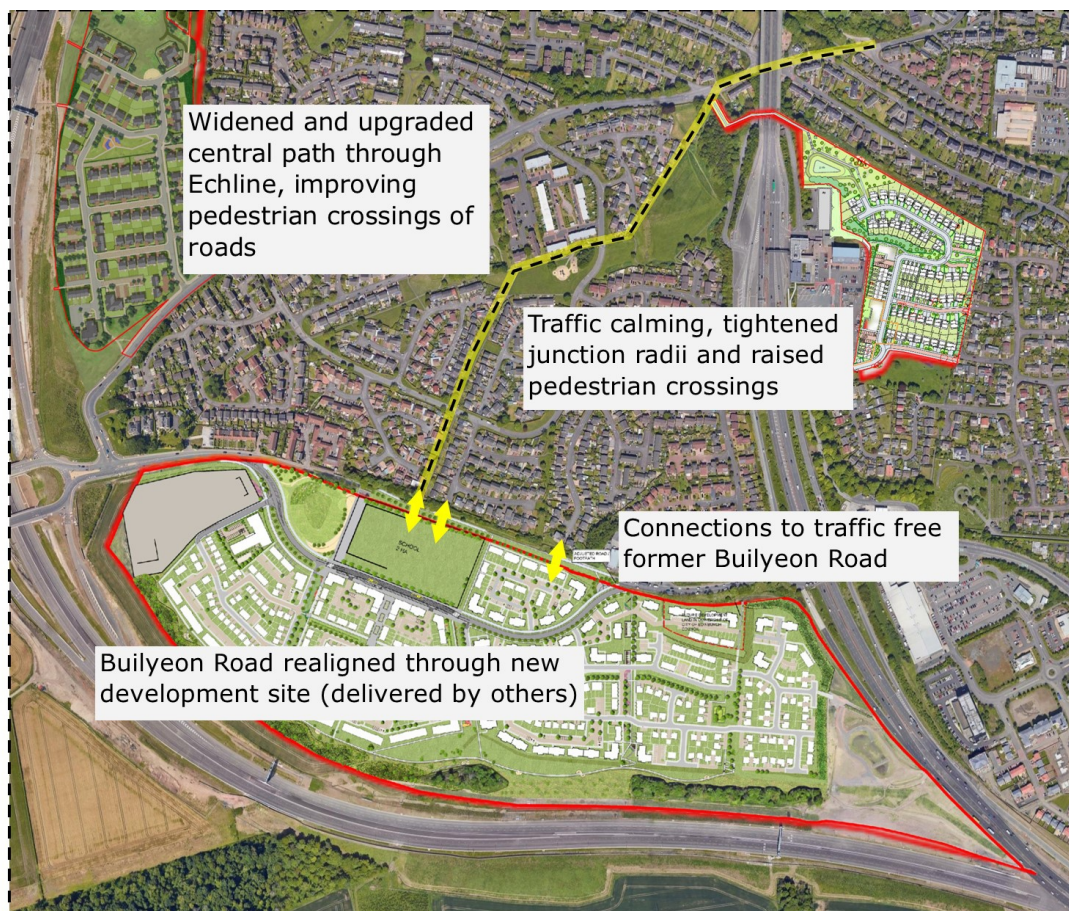 Widened and upgraded
central path through
Echline, improving
pedestrian crossings of
roads
Traffic calming, tightened
junction radii and raised
pedestrian crossings
Connections to traffic free
former Builyeon Road
SCHOOL
2 HA
Builyeon Road realigned through new
development site (delivered by others)